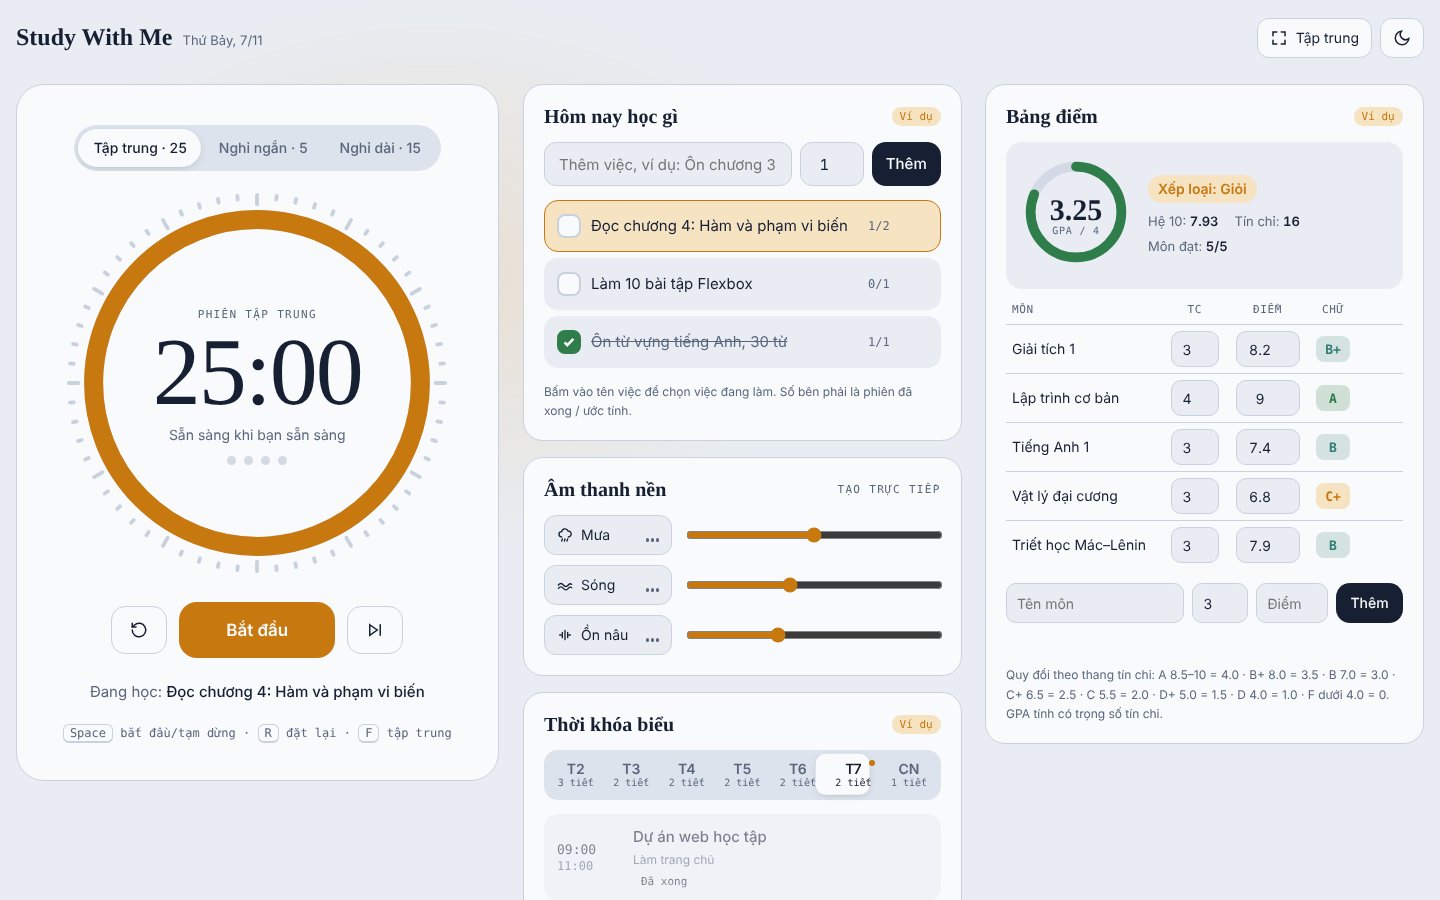 Study With Me Thứ Bảy, 7/11
Tập trung
Tập trung · 25 Nghỉ ngắn · 5 Nghỉ dài · 15
PHIÊN TẬP TRUNG
25:00
Sẵn sàng khi bạn sẵn sàng
Bắt đầu
Đang học: Đọc chương 4: Hàm và phạm vi biến
Space bắt đầu/tạm dừng · R đặt lại · F tập trung
Hôm nay học gì Ví dụ
Thêm việc, ví dụ: Ôn chương 3 1 Thêm
Đọc chương 4: Hàm và phạm vi biến 1/2
Làm 10 bài tập Flexbox 0/1
Ôn từ vựng tiếng Anh, 30 từ 1/1
Bấm vào tên việc để chọn việc đang làm. Số bên phải là phiên đã
xong / ước tính.
Âm thanh nền TẠO TRỰC TIẾP
Mưa ...
Sóng ...
Ồn nâu ...
Thời khóa biểu Ví dụ
T2 T3 T4 T5 T6 T7 CN
3 tiết 2 tiết 2 tiết 2 tiết 2 tiết 2 tiết 1 tiết
09:00 Dự án web học tập
11:00 Làm trang chủ
Đã xong
Bảng điểm Ví dụ
3.25
GPA / 4
Xếp loại: Giỏi
Hệ 10: 7.93 Tín chỉ: 16
Môn đạt: 5/5
MÔN TC ĐIỂM CHỮ
Giải tích 1 3 8.2 B+
Lập trình cơ bản 4 9 A
Tiếng Anh 1 3 7.4 B
Vật lý đại cương 3 6.8 C+
Triết học Mác–Lênin 3 7.9 B
Tên môn 3 Điểm Thêm
Quy đổi theo thang tín chỉ: A 8.5–10 = 4.0 · B+ 8.0 = 3.5 · B 7.0 = 3.0 ·
C+ 6.5 = 2.5 · C 5.5 = 2.0 · D+ 5.0 = 1.5 · D 4.0 = 1.0 · F dưới 4.0 = 0.
GPA tính có trọng số tín chỉ.